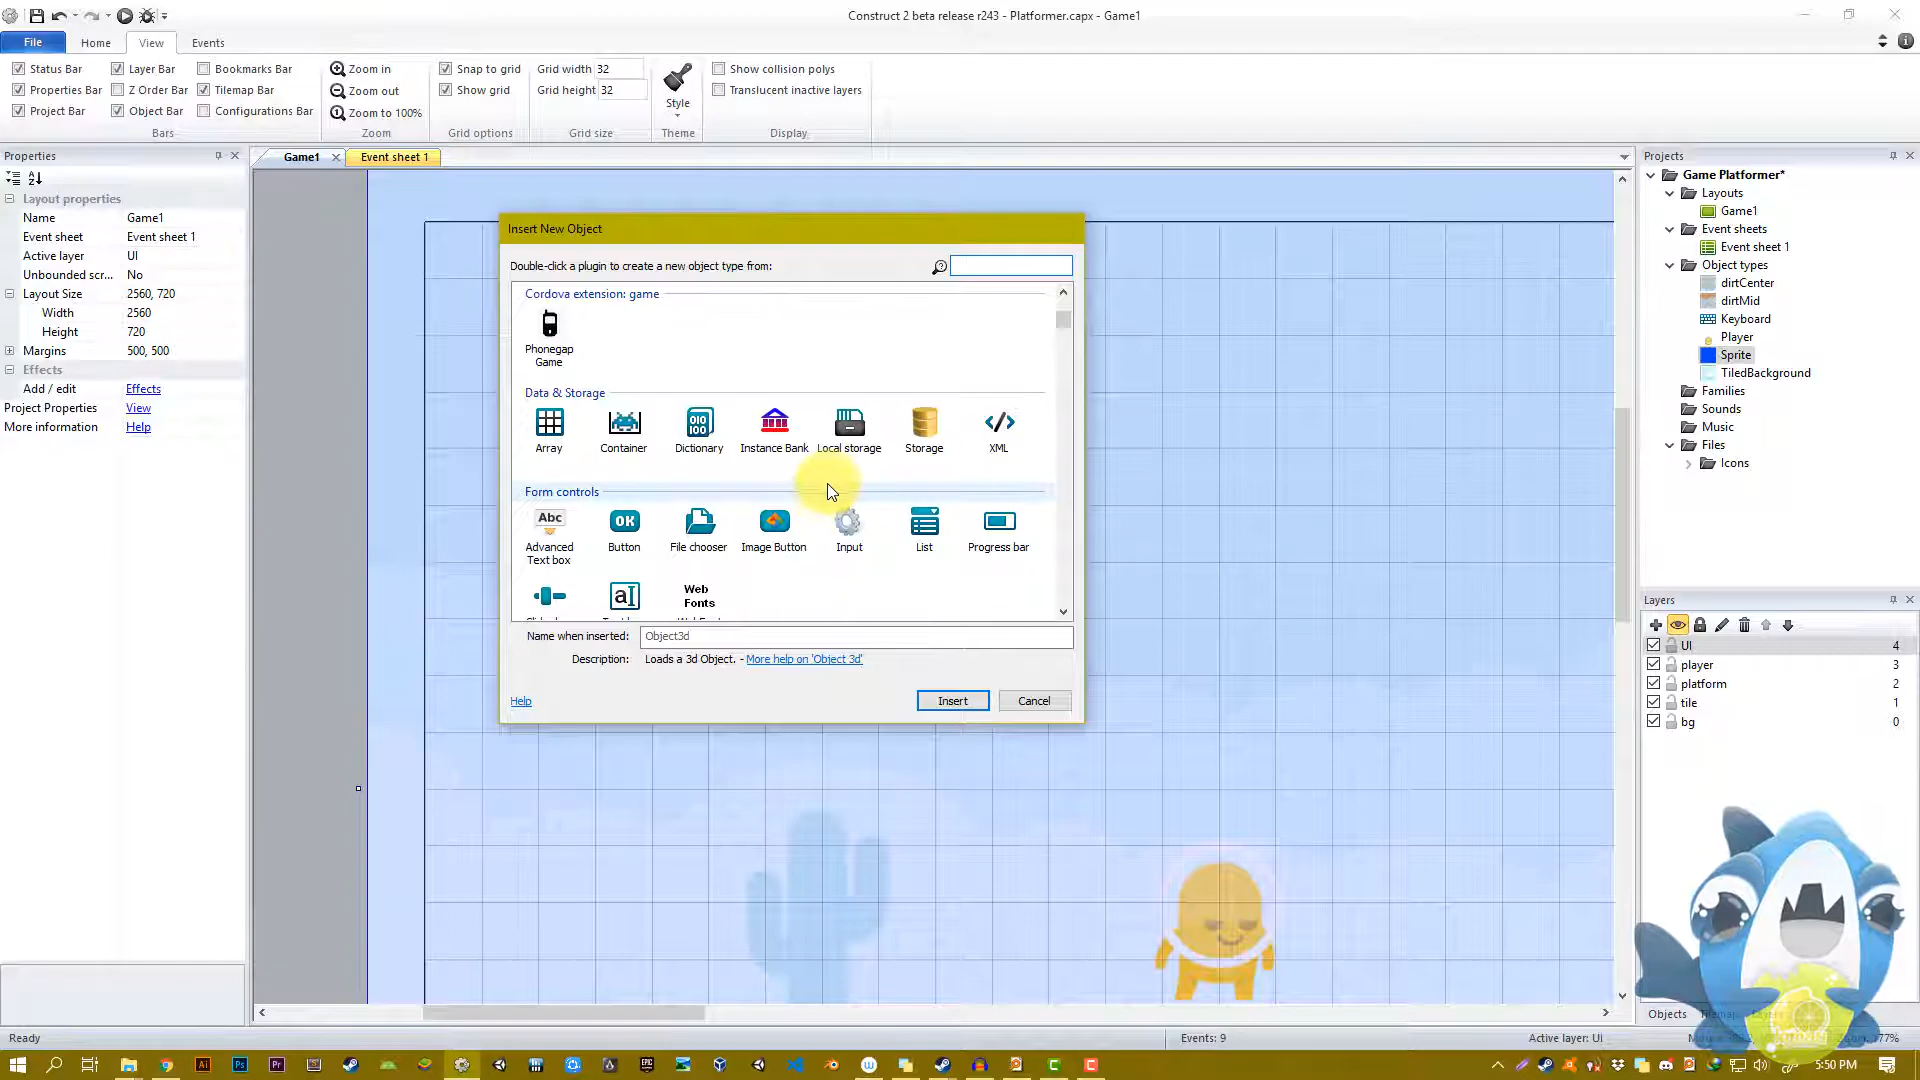 Construct 2 beta release r243 - Platformer.capx - Game1
File Home View Events
Status Bar Layer Bar Bookmarks Bar Zoom in Snap to grid Grid width 32 Show collision polys
Properties Bar Z Order Bar Tilemap Bar Zoom out Show grid Grid height 32 Style Translucent inactive layers
Project Bar Object Bar Configurations Bar Zoom to 100%
Bars Zoom Grid options Grid size Theme Display
Properties
Game1 Event sheet 1
Layout properties
Name Game1
Event sheet Event sheet 1
Active layer UI
Unbounded scr... No
Layout Size 2560, 720
Width 2560
Height 720
Margins 500, 500
Effects
Add / edit Effects
Project Properties View
More information Help
Insert New Object
Double-click a plugin to create a new object type from:
Cordova extension: game
Phonegap
Game
Data & Storage
Array Container Dictionary Instance Bank Local storage Storage XML
Form controls
Abc OK
Advanced Button File chooser Image Button Input List Progress bar
Text box
Web
Fonts
Name when inserted: Object3d
Description: Loads a 3d Object. - More help on 'Object 3d'
Help Insert Cancel
Projects
Game Platformer*
Layouts
Game1
Event sheets
Event sheet 1
Object types
dirtCenter
dirtMid
Keyboard
Player
Sprite
TiledBackground
Families
Sounds
Music
Files
Icons
Layers
UI 4
player 3
platform 2
tile 1
bg 0
Objects
Ready Events: 9 Active layer: UI
5:50 PM